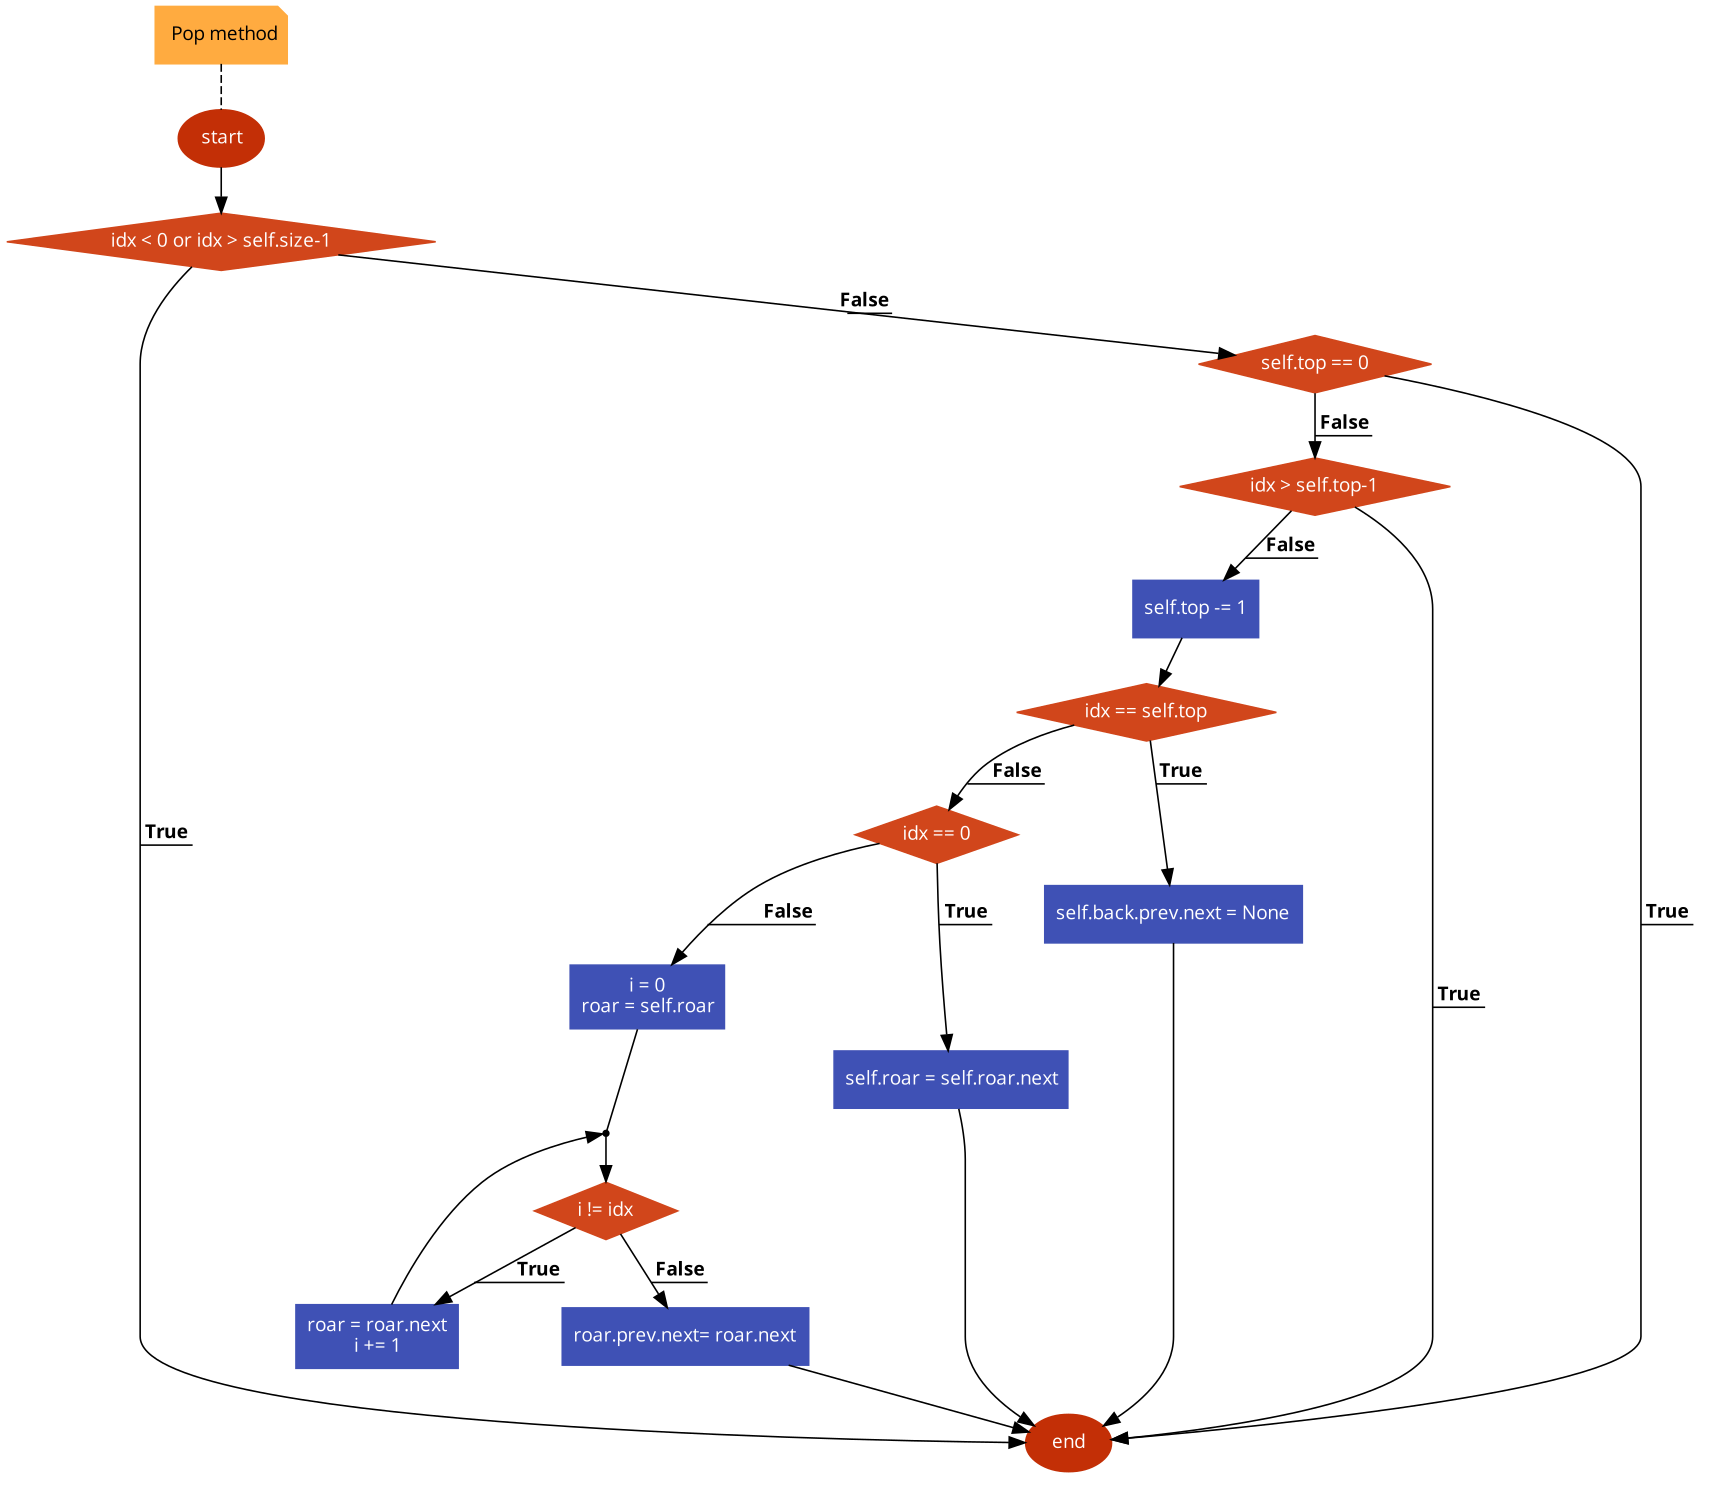 Pop method
start
idx < 0 or idx > self.size-1
False
self.top == 0
False
idx > self.top-1
False
self.top -= 1
idx == self.top
False
True
idx == 0
True
False
True
self.back.prev.next = None
True
i = 0
roar = self.roar
True
self.roar = self.roar.next
i != idx
True
False
roar = roar.next
i += 1
roar.prev.next= roar.next
end